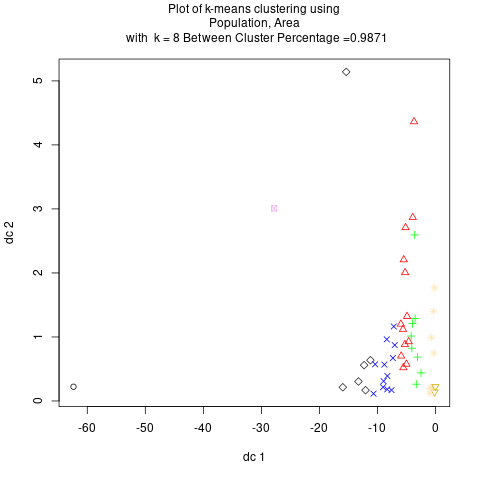 Plot of k-means clustering using
Population, Area
with k = 8 Between Cluster Percentage =0.9871
5
4
3
2
1
0
dc 2
-60
-50
-40
-30
-20
-10
0
dc 1